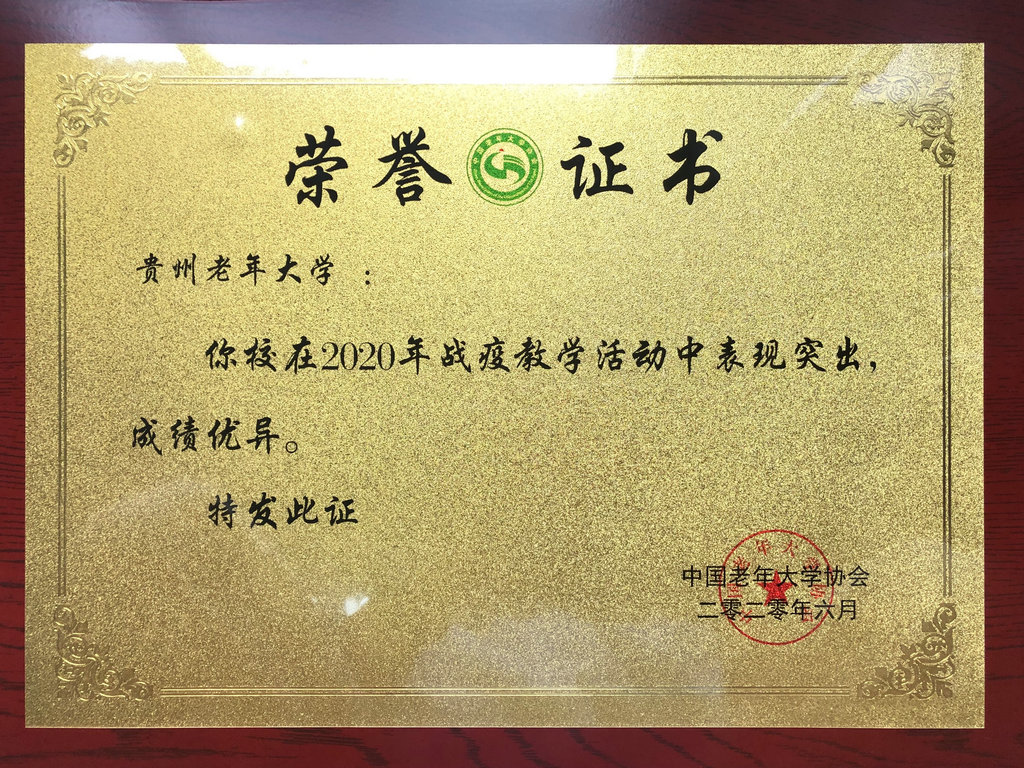 荣誉证书
贵州老年大学：
你校在2020年战疫教学活动中表现突出，
成绩优异。
特发此证
中国老年大学协会
二零二零年六月